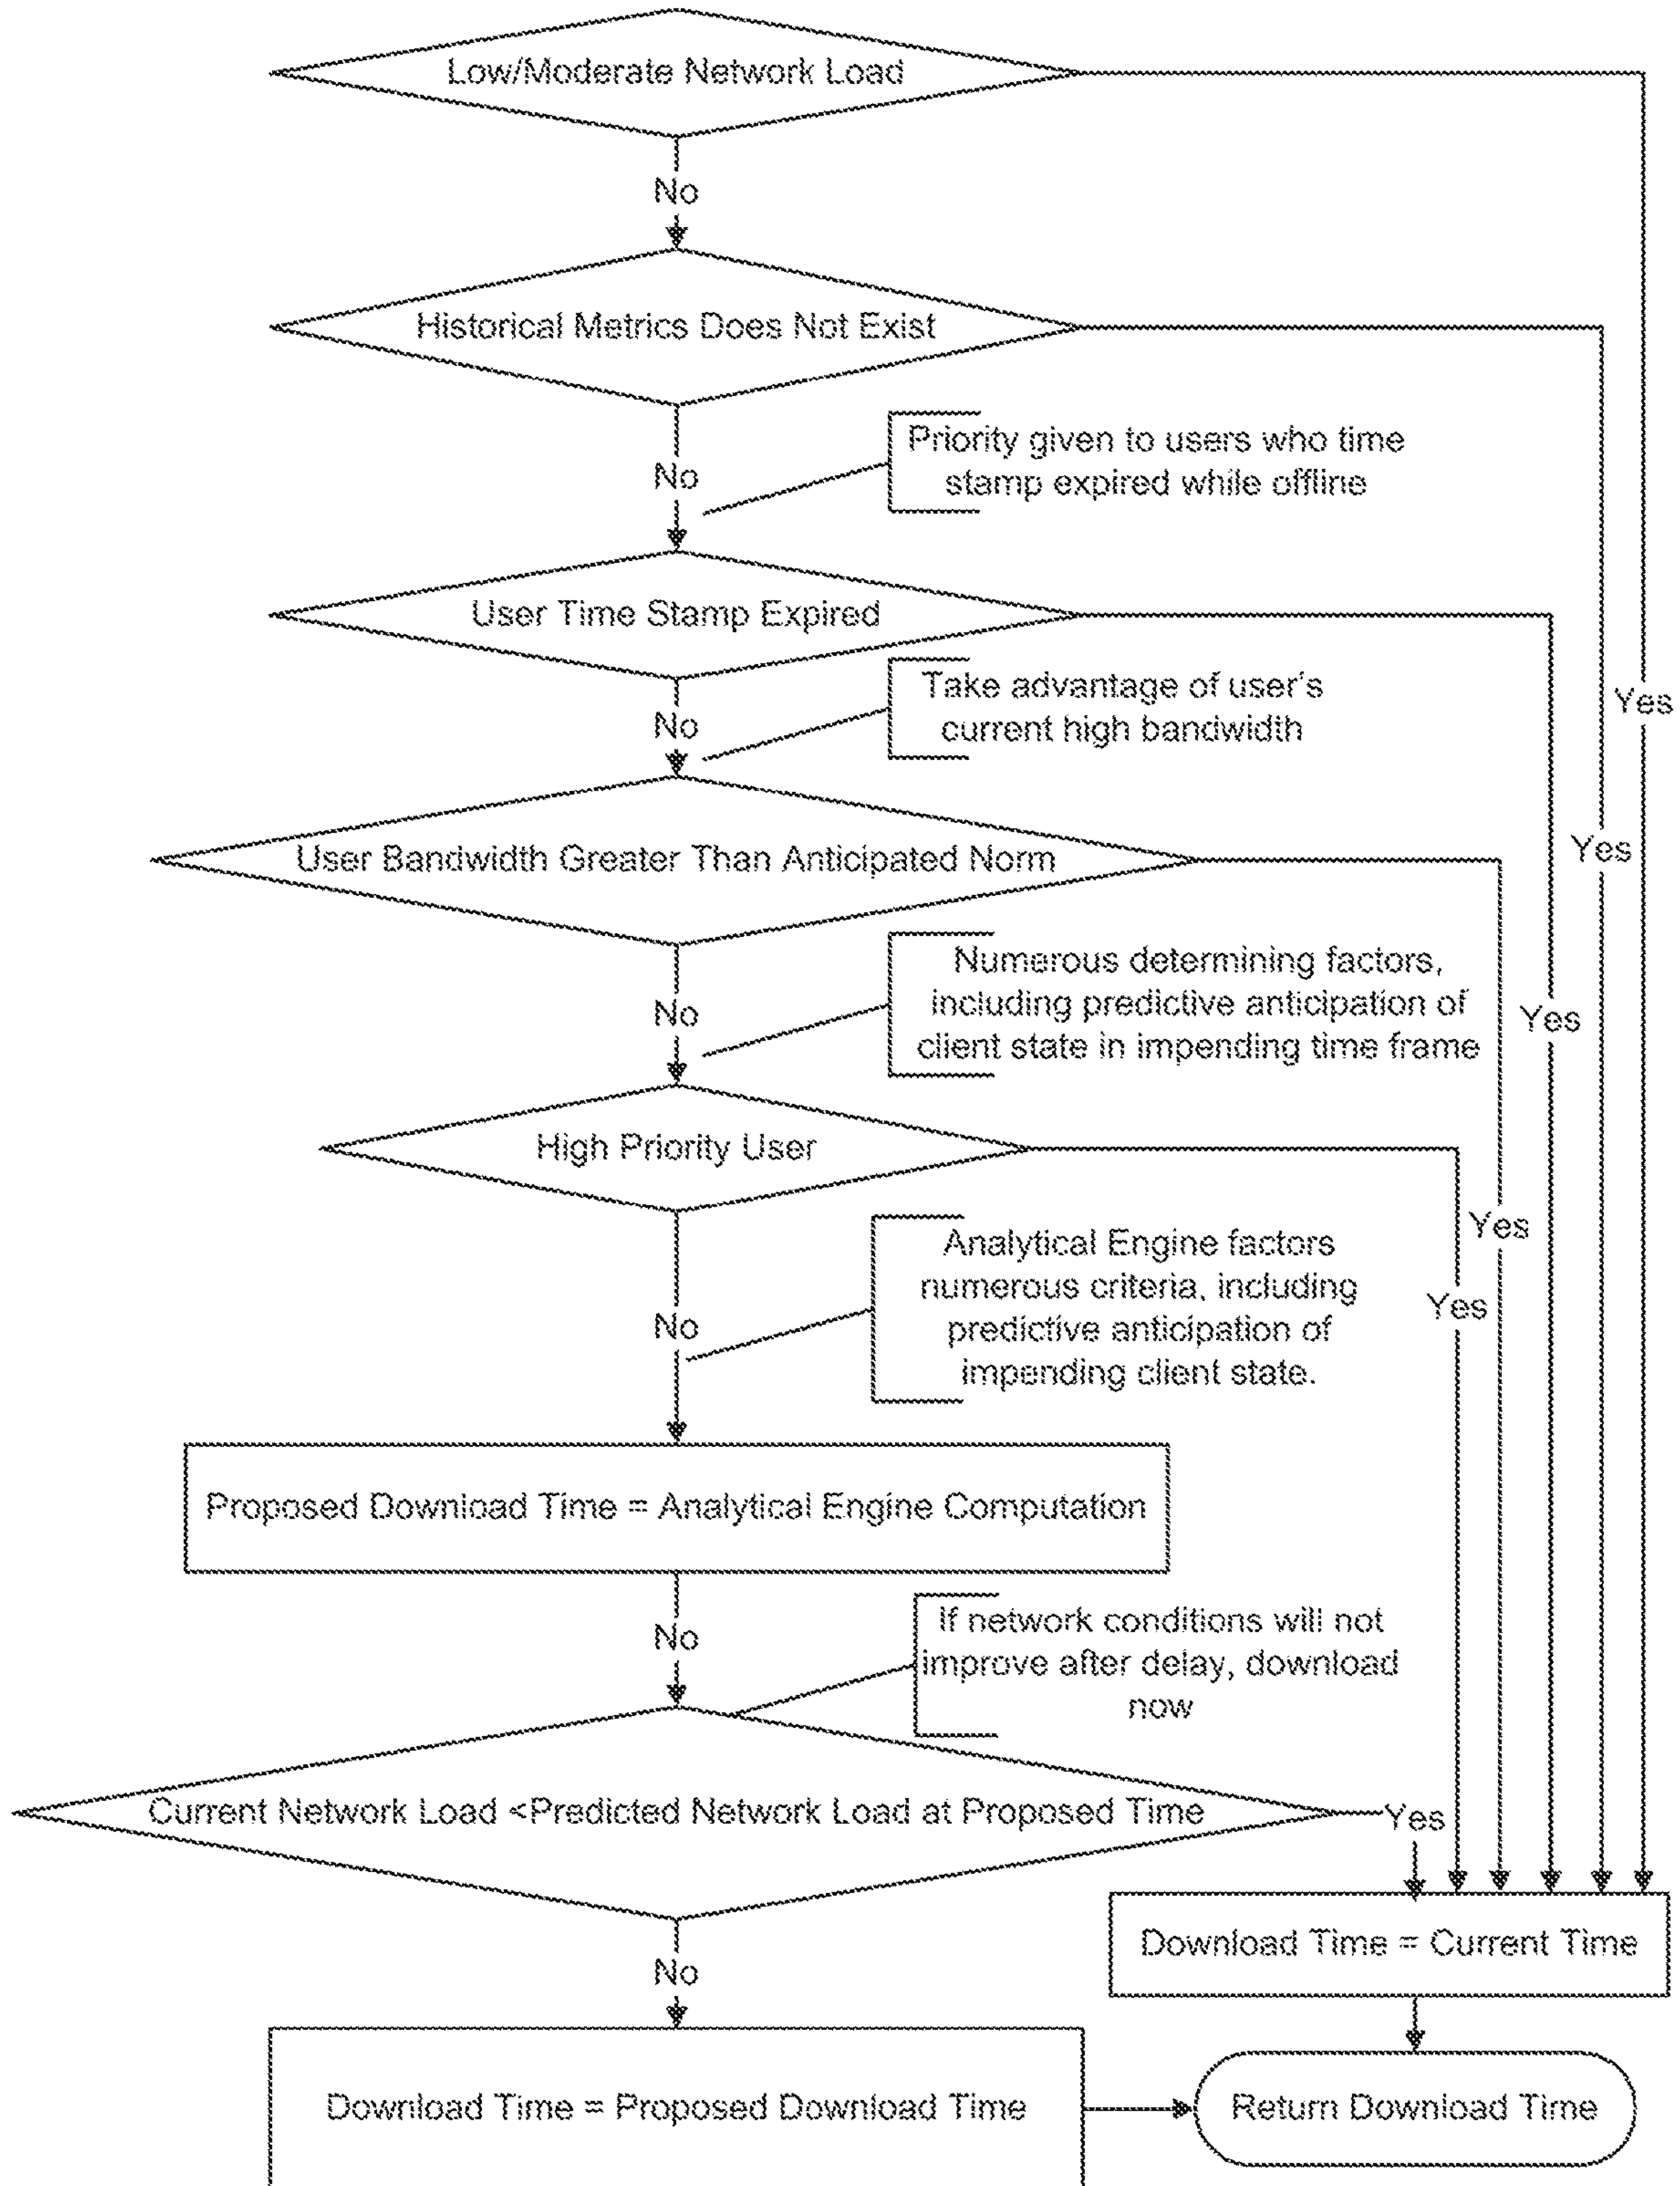 Low/Moderate Network Load
No
Historical Metrics Does Not Exist
No
Priority given to users who time
stamp expired while offline
User Time Stamp Expired
No
Take advantage of user's
current high bandwidth
Yes
User Bandwidth Greater Than Anticipated Norm
Yes
No
Numerous determining factors,
including predictive anticipation of
client state in impending time frame
Yes
High Priority User
Yes
No
Analytical Engine factors
numerous criteria, including
predictive anticipation of
impending client state.
Yes
Proposed Download Time = Analytical Engine Computation
No
If network conditions will not
improve after delay, download
now
Current Network Load <Predicted Network Load at Proposed Time
Yes
No
Download Time = Current Time
Download Time = Proposed Download Time
Return Download Time